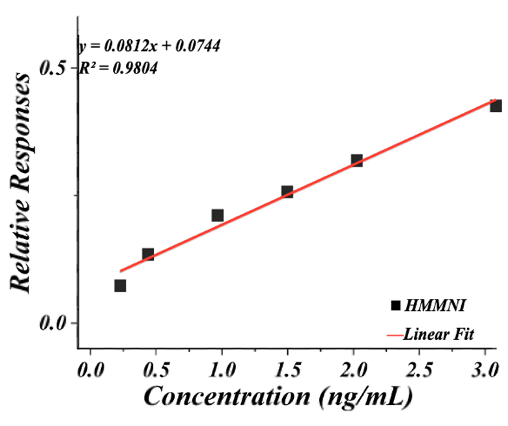 y = 0.0812x + 0.0744
R² = 0.9804
0.5
0.0
Relative Responses
HMMNI
Linear Fit
0.0 0.5 1.0 1.5 2.0 2.5 3.0
Concentration (ng/mL)